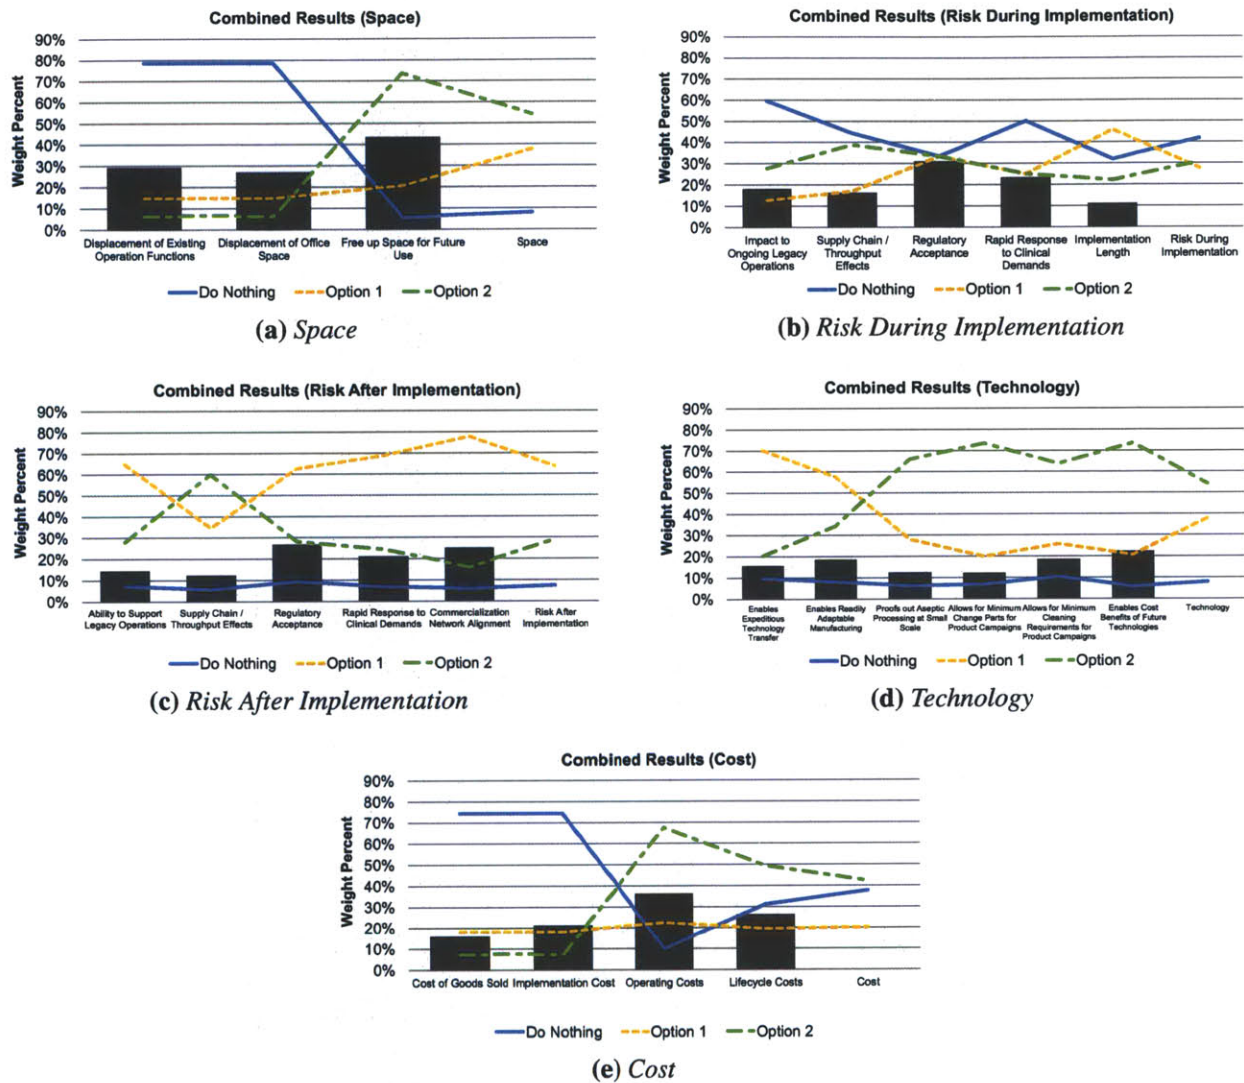 Combined Results (Space)
90%
80%
70%
60%
50%
40%
30%
20%
10%
0%
Weight Percent
Displacement of Existing
Operation Functions
Displacement of Office
Space
Free up Space for Future
Use
Space
Do Nothing Option 1 Option 2
(a) Space
Combined Results (Risk During Implementation)
90%
80%
70%
60%
50%
40%
30%
20%
10%
0%
Weight Percent
Impact to
Ongoing Legacy
Operations
Supply Chain /
Throughput
Effects
Regulatory
Acceptance
Rapid Response
to Clinical
Demands
Implementation
Length
Risk During
Implementation
Do Nothing Option 1 Option 2
(b) Risk During Implementation
Combined Results (Risk After Implementation)
90%
80%
70%
60%
50%
40%
30%
20%
10%
0%
Weight Percent
Ability to Support
Legacy Operations
Supply Chain /
Throughput Effects
Regulatory
Acceptance
Rapid Response to
Clinical Demands
Commercialization
Network Alignment
Risk After
Implementation
Do Nothing Option 1 Option 2
(c) Risk After Implementation
Combined Results (Technology)
90%
80%
70%
60%
50%
40%
30%
20%
10%
0%
Weight Percent
Enables
Expeditious
Technology
Transfer
Enables Readily
Adaptable
Manufacturing
Proofs out Aseptic
Processing at Small
Scale
Allows for Minimum
Change Parts for
Product Campaigns
Allows for Minimum
Cleaning
Requirements for
Product Campaigns
Enables Cost
Benefits of Future
Technologies
Technology
Do Nothing Option 1 Option 2
(d) Technology
Combined Results (Cost)
90%
80%
70%
60%
50%
40%
30%
20%
10%
0%
Weight Percent
Cost of Goods Sold Implementation Cost Operating Costs Lifecycle Costs Cost
Do Nothing Option 1 Option 2
(e) Cost